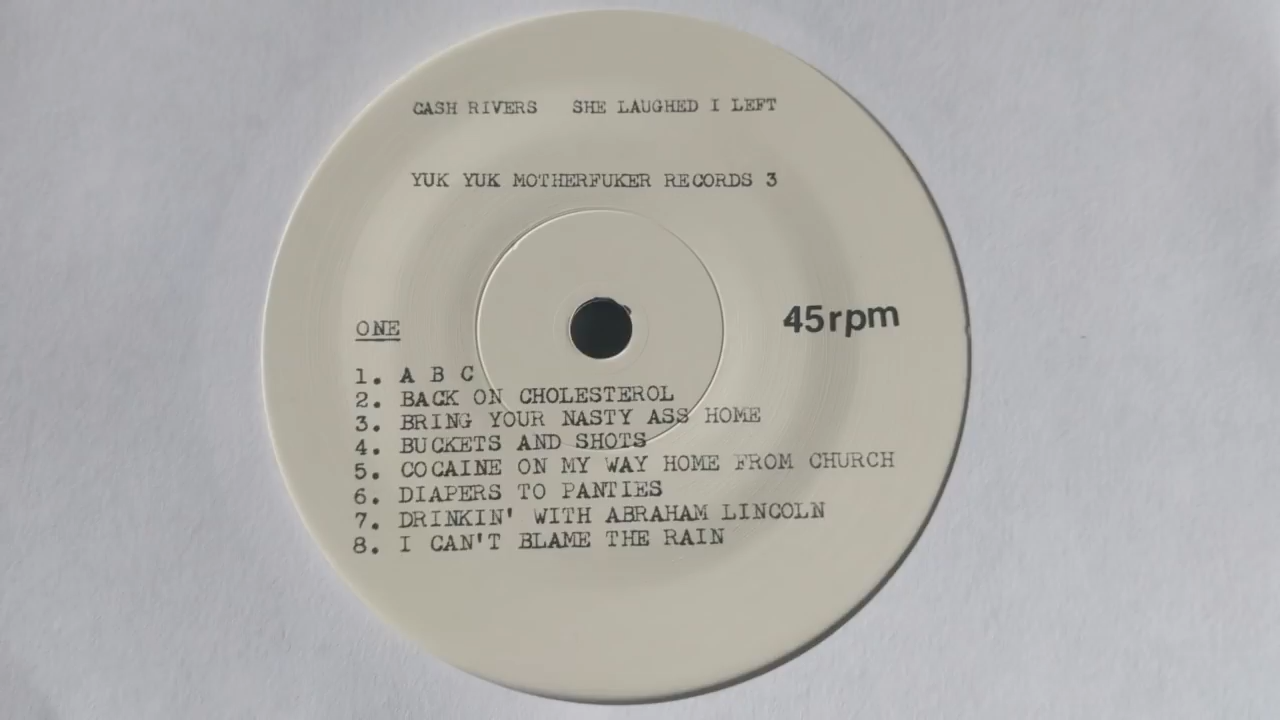 CASH RIVERS SHE LAUGHED I LEFT
YUK YUK MOTHERFUKER RECORDS 3
45rpm
ONE
1. A B C
2. BACK ON CHOLESTEROL
3. BRING YOUR NASTY ASS HOME
4. BUCKETS AND SHOTS
5. COCAINE ON MY WAY HOME FROM CHURCH
6. DIAPERS TO PANTIES
7. DRINKIN' WITH ABRAHAM LINCOLN
8. I CAN'T BLAME THE RAIN